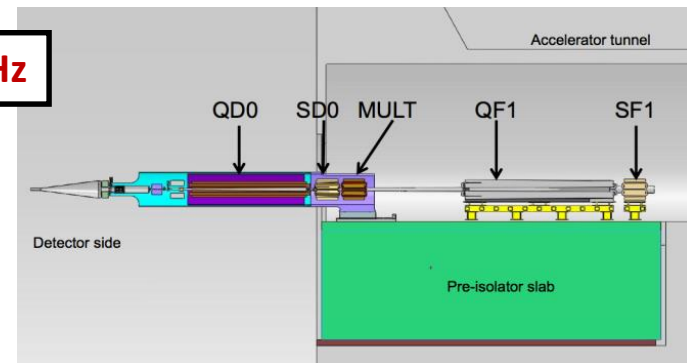 Hz
Accelerator tunnel
QD0 SD0 MULT QF1 SF1
Detector side
Pre-isolator slab